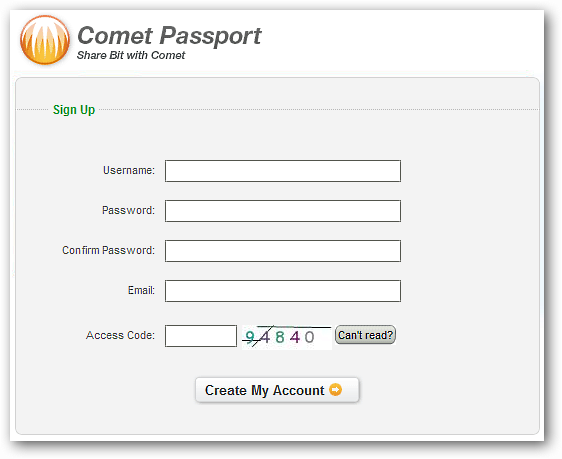 Comet Passport
Share Bit with Comet
Sign Up
Username:
Password:
Confirm Password:
Email:
Access Code: 94840 Can't read?
Create My Account